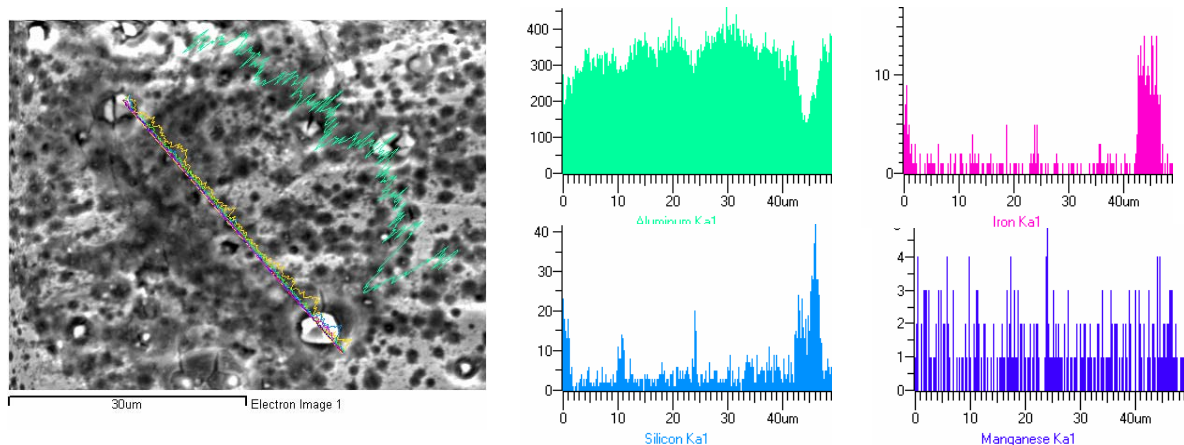 30um
Electron Image 1
400
300
200
100
0
0 10 20 30 40um
Aluminum Ka1
10
0
0 10 20 30 40um
Iron Ka1
40
30
20
10
0
0 10 20 30 40um
Silicon Ka1
4
3
2
1
0
0 10 20 30 40um
Manganese Ka1